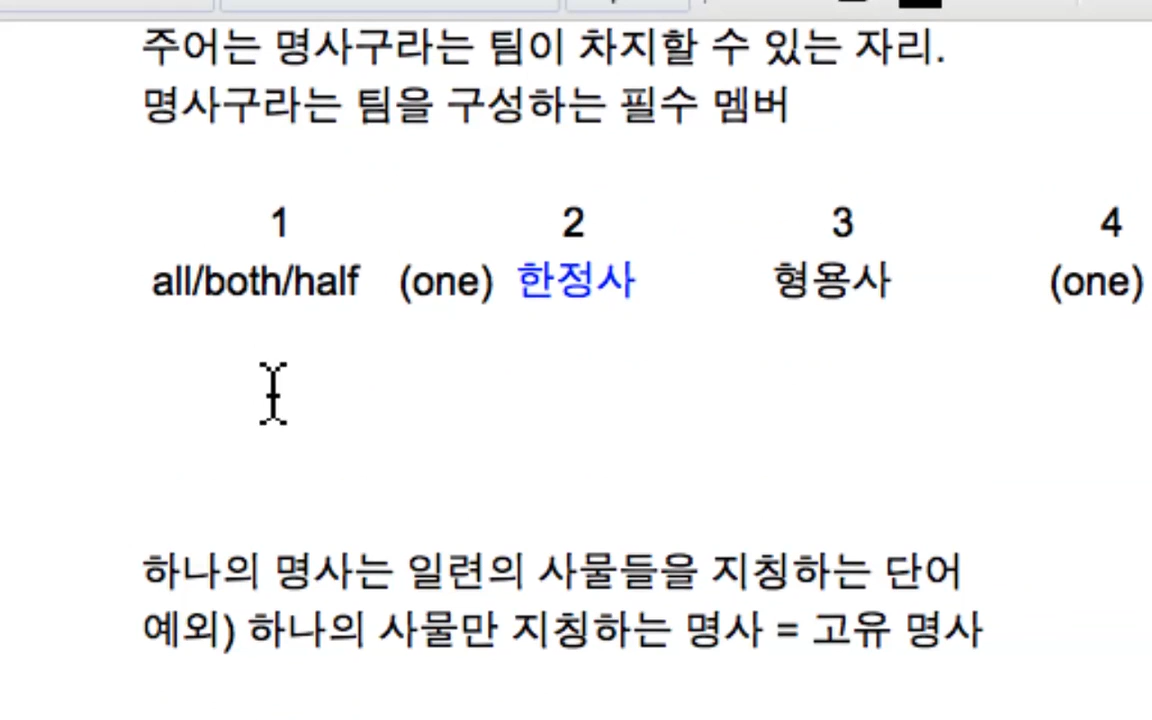 주어는 명사구라는 팀이 차지할 수 있는 자리.
명사구라는 팀을 구성하는 필수 멤버
1 2 3 4
all/both/half (one) 한정사 형용사 (one)
하나의 명사는 일련의 사물들을 지칭하는 단어
예외) 하나의 사물만 지칭하는 명사 = 고유 명사